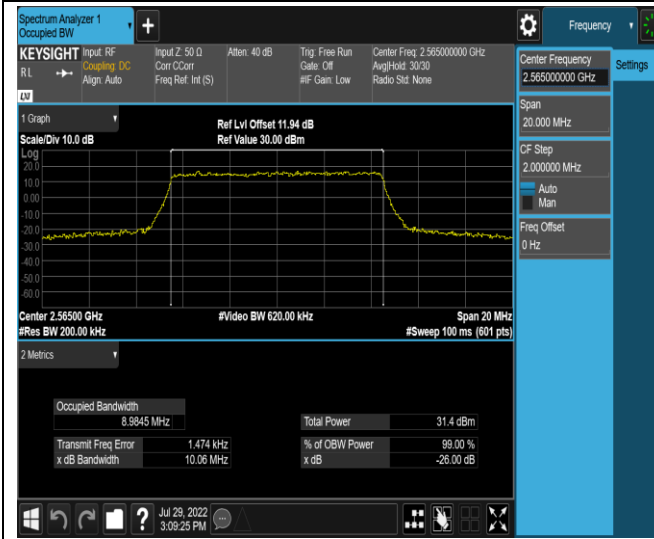 Spectrum Analyzer 1
Occupied BW
+
Frequency
KEYSIGHT
R L
LXI
Input: RF
Coupling: DC
Align: Auto
Input Z: 50 Ω
Corr CCorr
Freq Ref: Int (S)
Atten: 40 dB
Trig: Free Run
Gate: Off
#IF Gain: Low
Center Freq: 2.565000000 GHz
Avg|Hold: 30/30
Radio Std: None
Center Frequency
2.565000000 GHz
Settings
Span
20.000 MHz
CF Step
2.000000 MHz
Auto
Man
Freq Offset
0 Hz
1 Graph
Scale/Div 10.0 dB
Ref Lvl Offset 11.94 dB
Ref Value 30.00 dBm
Log
20.0
10.0
0.00
-10.0
-20.0
-30.0
-40.0
-50.0
-60.0
Center 2.56500 GHz
#Video BW 620.00 kHz
Span 20 MHz
#Res BW 200.00 kHz
#Sweep 100 ms (601 pts)
2 Metrics
Occupied Bandwidth
8.9845 MHz
Total Power 31.4 dBm
Transmit Freq Error 1.474 kHz
% of OBW Power 99.00 %
x dB Bandwidth 10.06 MHz
x dB -26.00 dB
?
Jul 29, 2022
3:09:25 PM